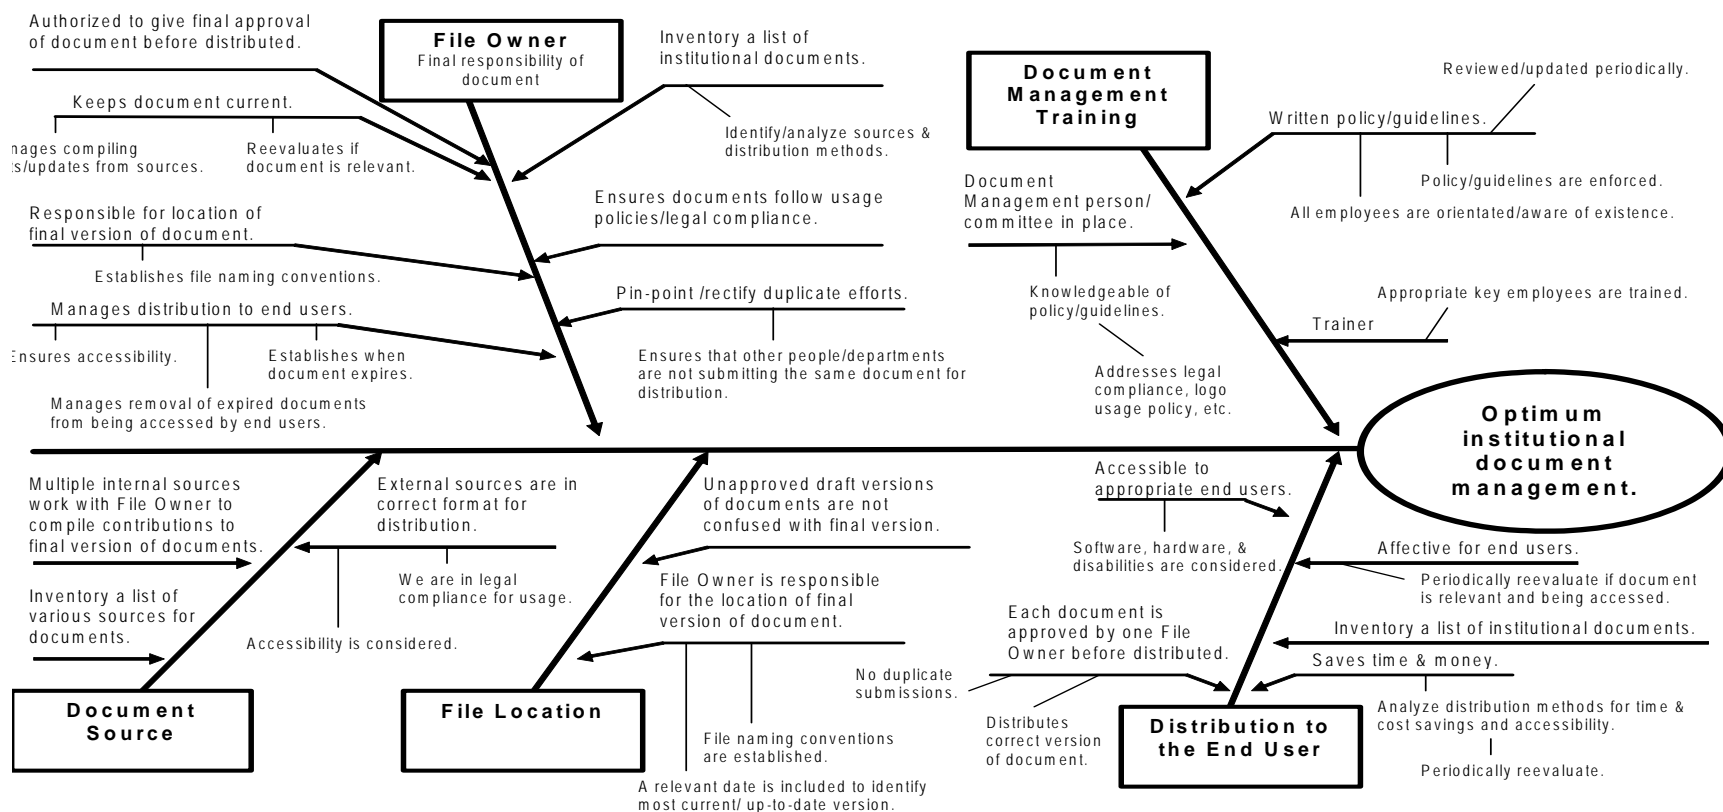 Authorized to give final approval
of document before distributed.
File Owner
Final responsibility of
document
Inventory a list of
institutional documents.
Identify/analyze sources &
distribution methods.
Keeps document current.
compiling
from sources.
Reevaluates if
document is relevant.
Ensures documents follow usage
policies/legal compliance.
Responsible for location of
final version of document.
Establishes file naming conventions.
Manages distribution to end users.
Ensures accessibility.
Establishes when
document expires.
Manages removal of expired documents
from being accessed by end users.
Pin-point /rectify duplicate efforts.
Ensures that other people/departments
are not submitting the same document for
distribution.
Document
Management
Training
Reviewed/updated periodically.
Written policy/guidelines.
Policy/guidelines are enforced.
All employees are orientated/aware of existence.
Document
Management person/
committee in place.
Knowledgeable of
policy/guidelines.
Addresses legal
compliance, logo
usage policy, etc.
Appropriate key employees are trained.
Trainer
Optimum
institutional
document
management.
Multiple internal sources
work with File Owner to
compile contributions to
final version of documents.
Inventory a list of
various sources for
documents.
External sources are in
correct format for
distribution.
We are in legal
compliance for usage.
Accessibility is considered.
Document
Source
Unapproved draft versions
of documents are not
confused with final version.
File Owner is responsible
for the location of final
version of document.
File naming conventions
are established.
A relevant date is included to identify
most current/ up-to-date version.
File Location
Accessible to
appropriate end users.
Software, hardware, &
disabilities are considered.
Affective for end users.
Periodically reevaluate if document
is relevant and being accessed.
Each document is
approved by one File
Owner before distributed.
No duplicate
submissions.
Distributes
correct version
of document.
Inventory a list of institutional documents.
Saves time & money.
Analyze distribution methods for time &
cost savings and accessibility.
Periodically reevaluate.
Distribution to
the End User